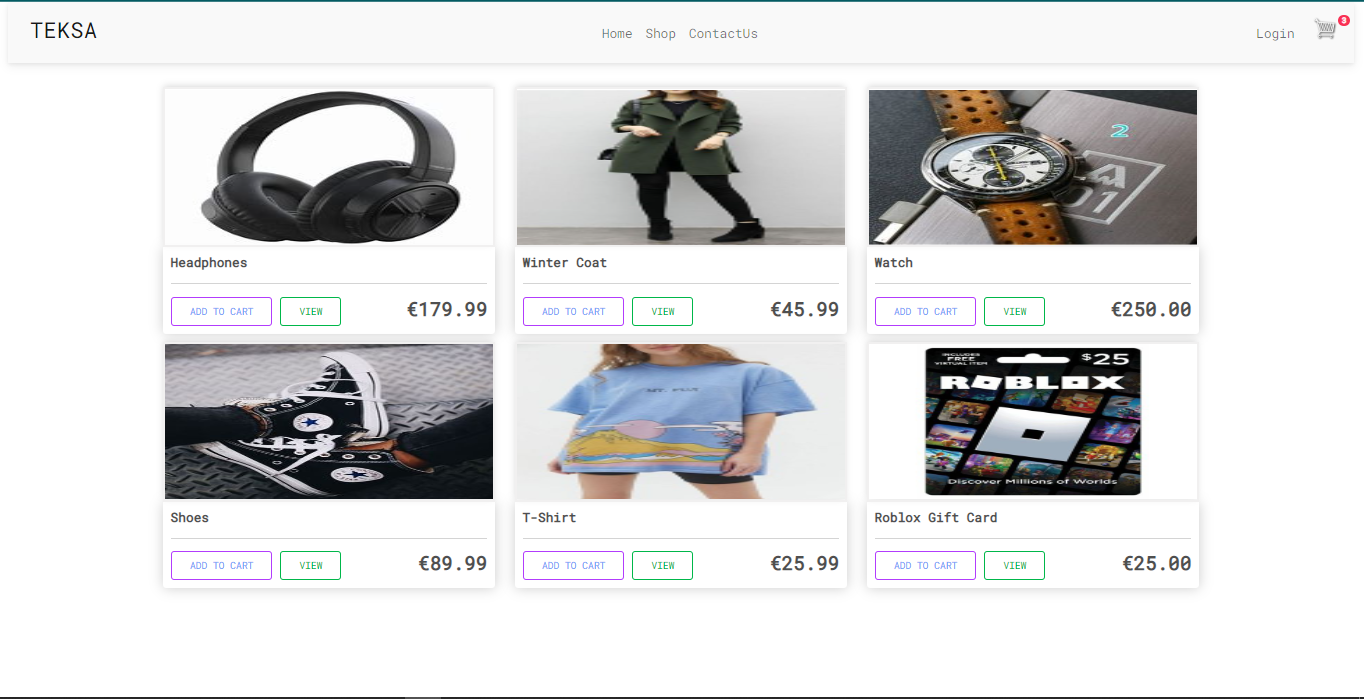 TEKSA
Home Shop ContactUs
Login
3
2
01
Headphones
Winter Coat
Watch
ADD TO CART VIEW €179.99
ADD TO CART VIEW €45.99
ADD TO CART VIEW €250.00
INCLUDES
FREE
VIRTUAL ITEM
$25
ROBLOX
Discover Millions of Worlds
Shoes
T-Shirt
Roblox Gift Card
ADD TO CART VIEW €89.99
ADD TO CART VIEW €25.99
ADD TO CART VIEW €25.00